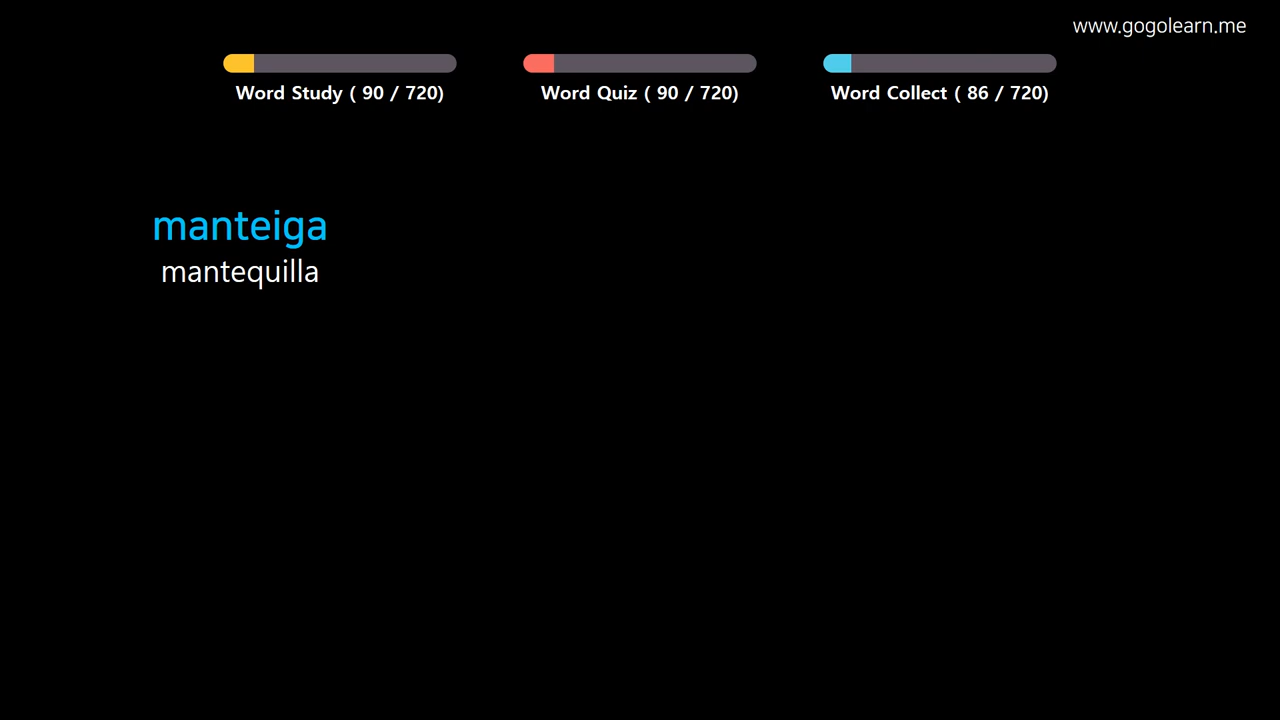 www.gogolearn.me
Word Study ( 90 / 720)
Word Quiz ( 90 / 720)
Word Collect ( 86 / 720)
manteiga
mantequilla